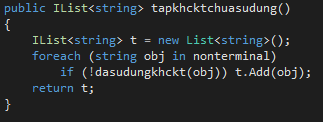 public IList<string> tapkhcktchuasudung()
{
    IList<string> t = new List<string>();
    foreach (string obj in nonterminal)
        if (!dasudungkhckt(obj)) t.Add(obj);
    return t;
}